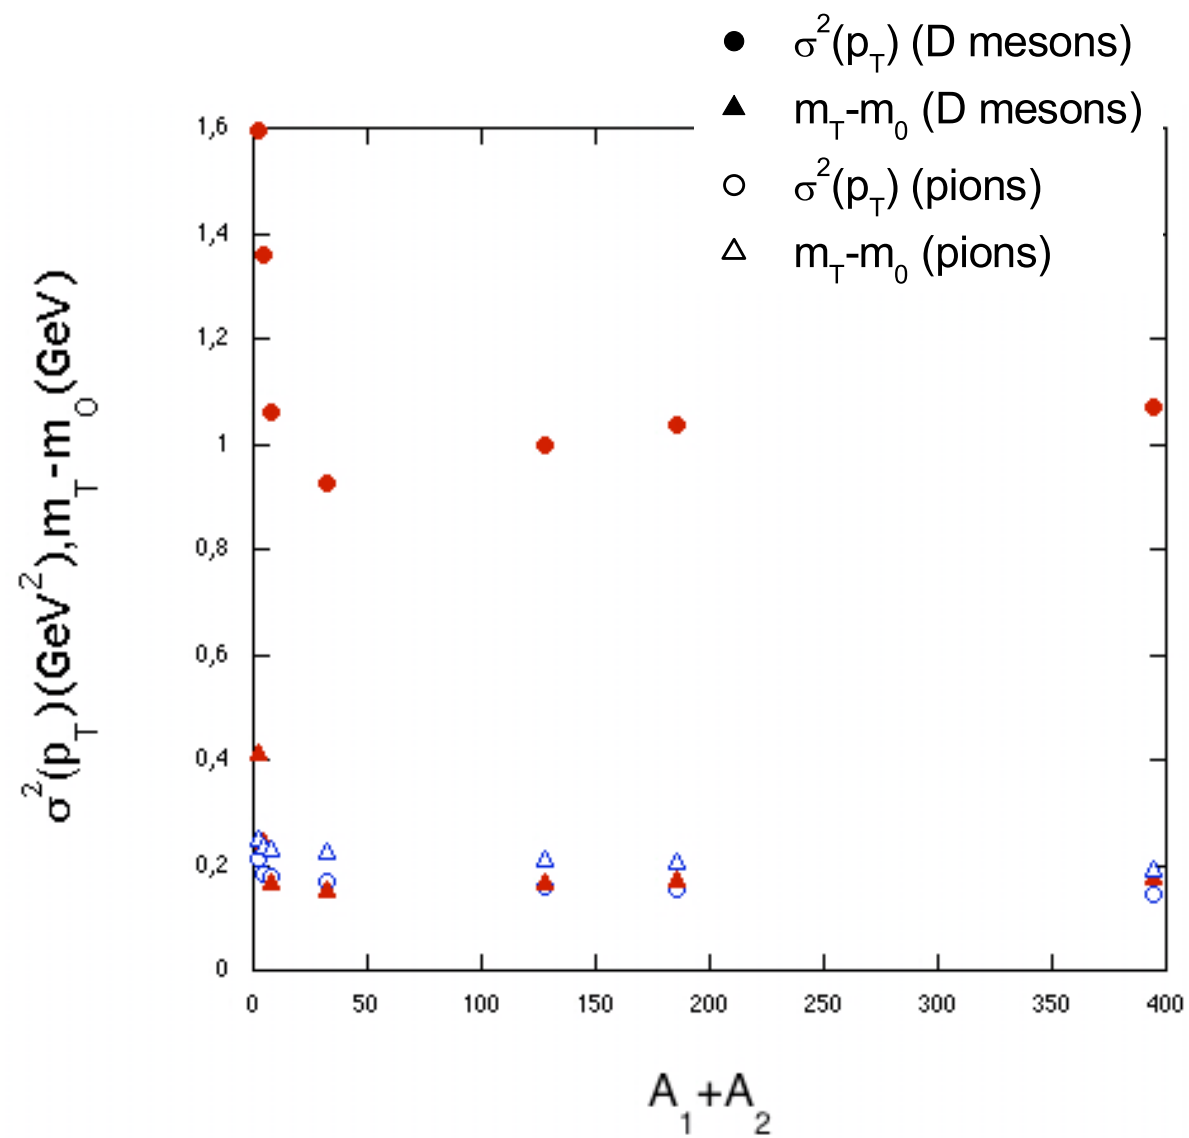 σ²(p_T) (D mesons)
m_T-m_0 (D mesons)
σ²(p_T) (pions)
m_T-m_0 (pions)
σ²(p_T)(GeV²),m_T-m_O(GeV)
1,6
1,4
1,2
1
0,8
0,6
0,4
0,2
0
0 50 100 150 200 250 300 350 400
A_1+A_2